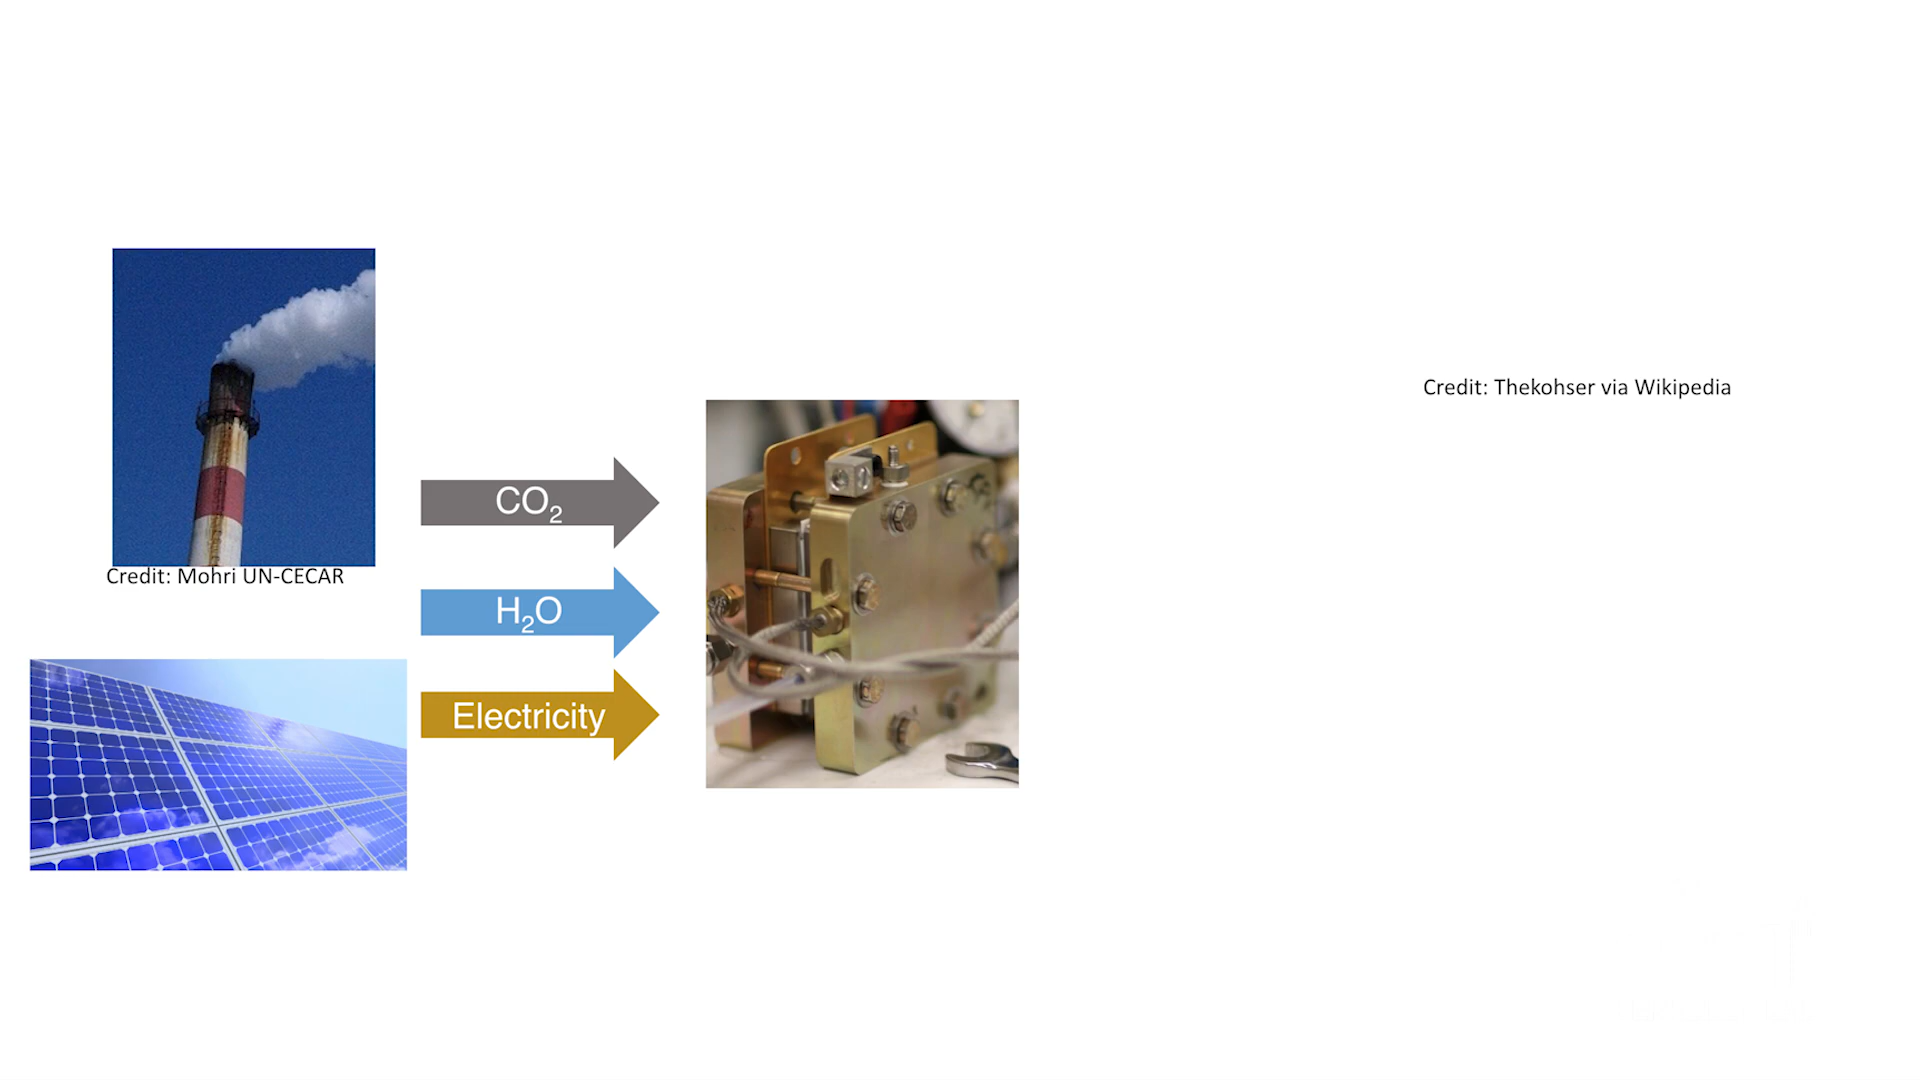 Credit: Thekohser via Wikipedia
CO₂
Credit: Mohri UN-CECAR
H₂O
Electricity